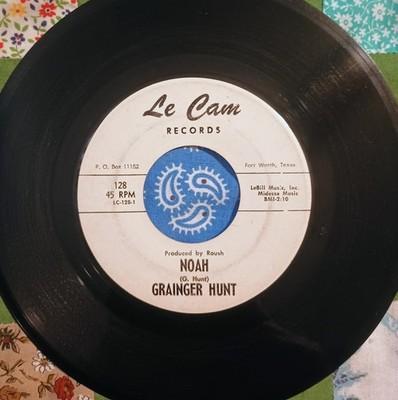 Le Cam
RECORDS
P. O. Box 11152
Fort Worth, Texas
128
45 RPM
LC-128-1
LeBill Music, Inc.
Midessa Music
BMI-2:10
Produced by Roush
NOAH
(G. Hunt)
GRAINGER HUNT